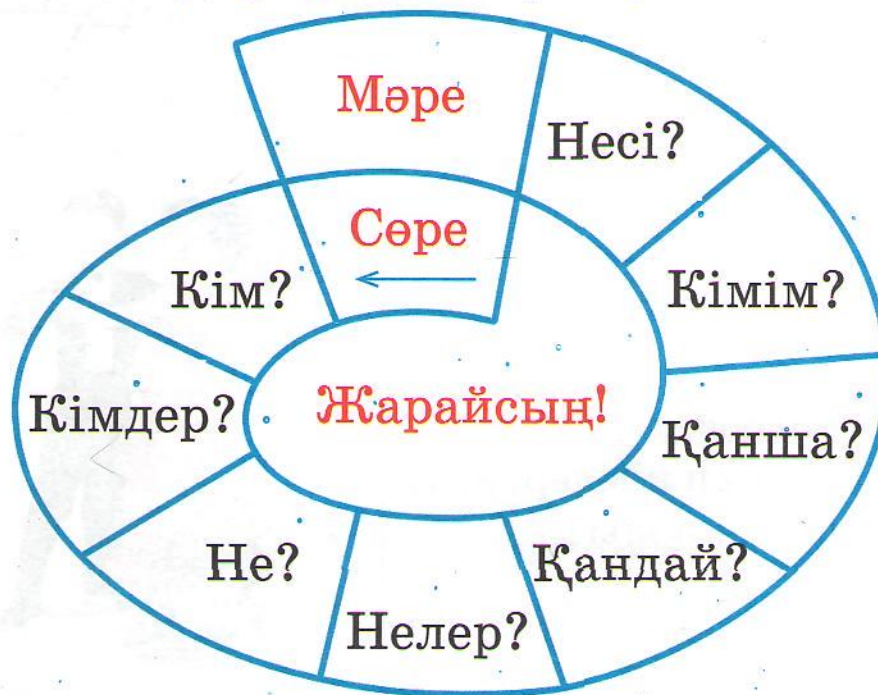 Мәре
Несі?
Сөре
Кім?
Кімім?
Кімдер?
Жарайсың!
Қанша?
Не?
Қандай?
Нелер?